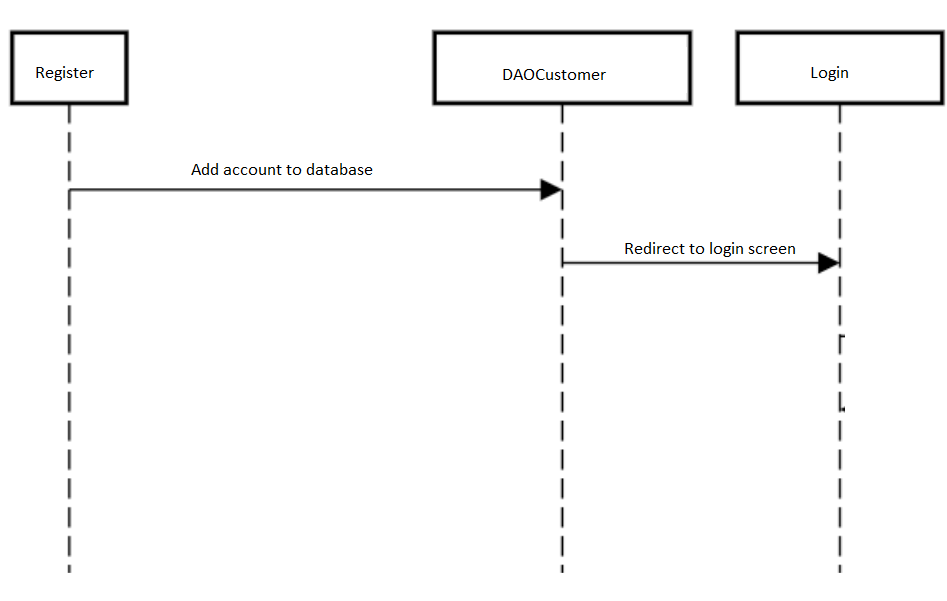 Register
DAOCustomer
Login
Add account to database
Redirect to login screen